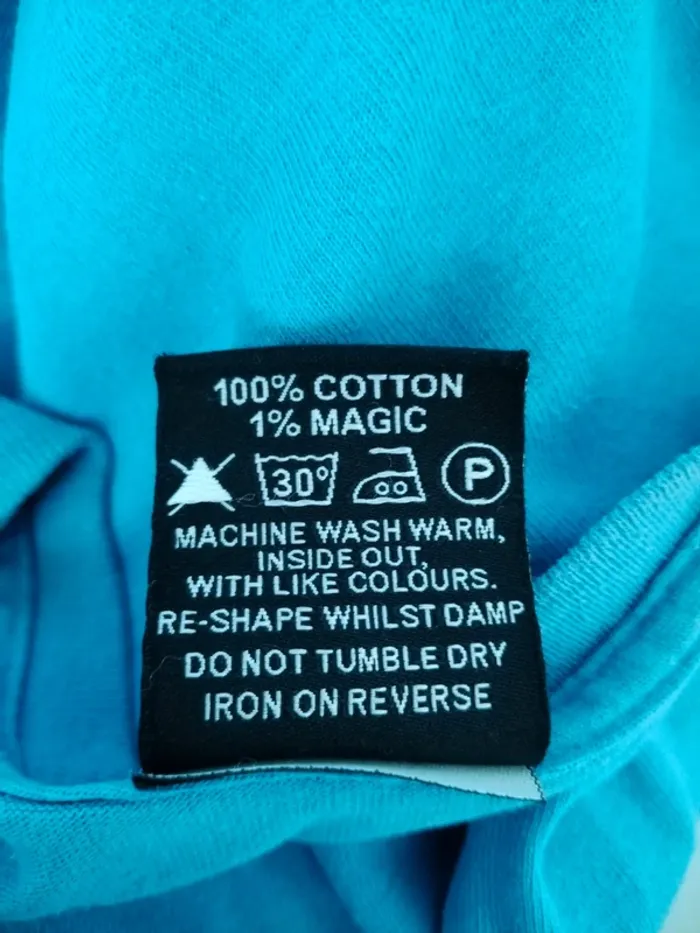 100% COTTON
1% MAGIC
30° P
MACHINE WASH WARM,
INSIDE OUT,
WITH LIKE COLOURS.
RE-SHAPE WHILST DAMP
DO NOT TUMBLE DRY
IRON ON REVERSE